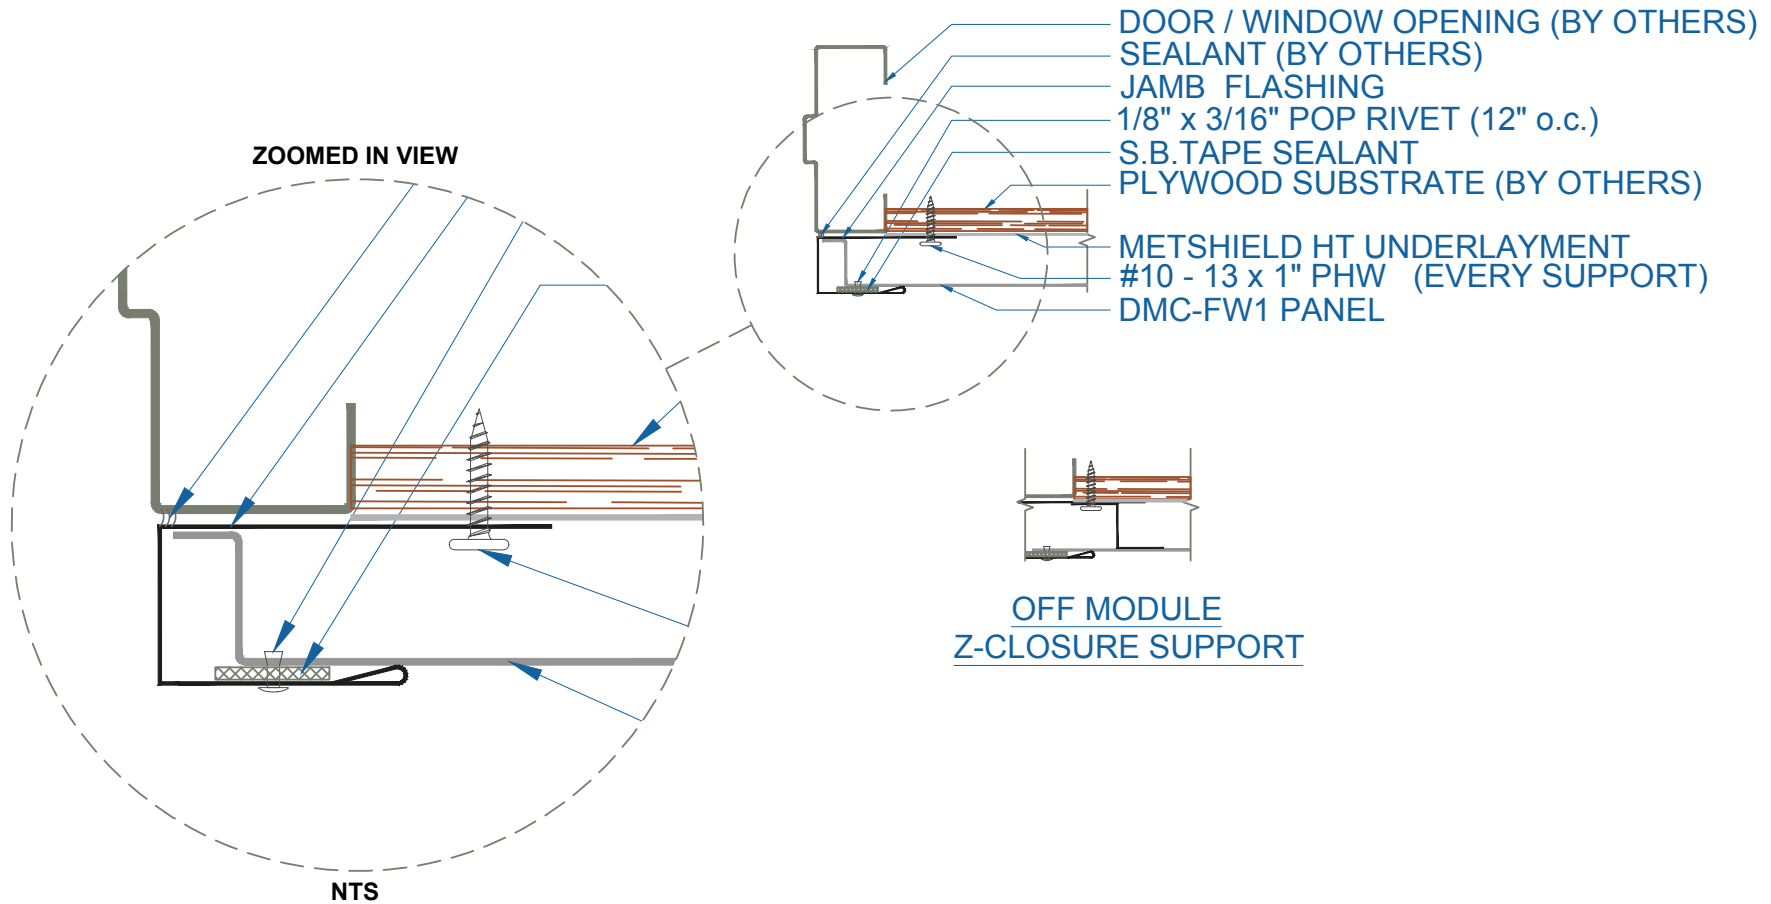 DOOR / WINDOW OPENING (BY OTHERS)
SEALANT (BY OTHERS)
JAMB FLASHING
1/8" x 3/16" POP RIVET (12" o.c.)
S.B.TAPE SEALANT
PLYWOOD SUBSTRATE (BY OTHERS)
METSHIELD HT UNDERLAYMENT
#10 - 13 x 1" PHW (EVERY SUPPORT)
DMC-FW1 PANEL
ZOOMED IN VIEW
OFF MODULE
Z-CLOSURE SUPPORT
NTS